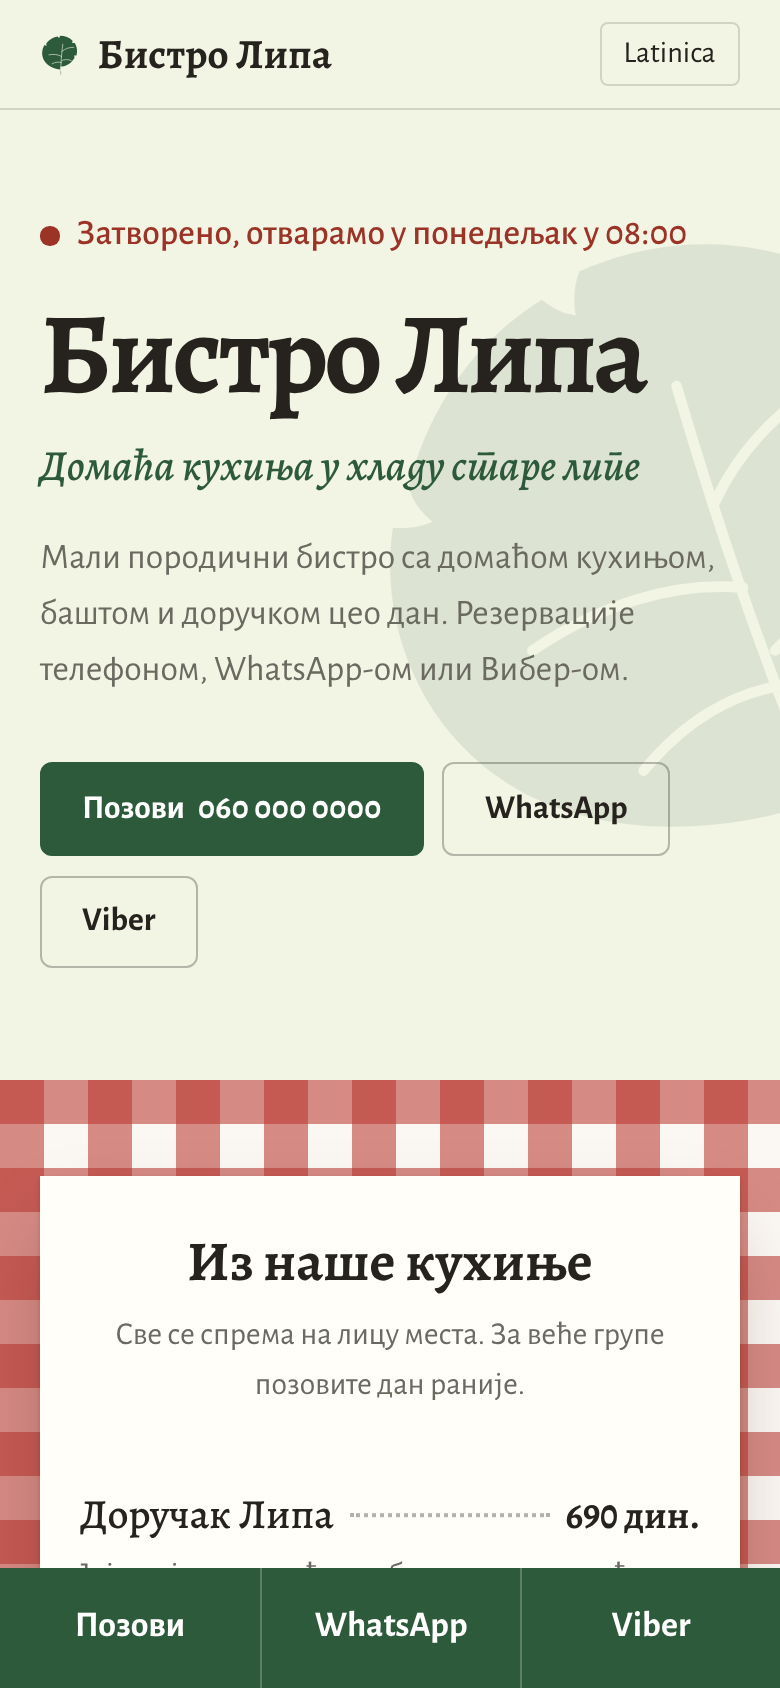 Бистро Липа
Latinica
Затворено, отварамо у понедељак у 08:00
Бистро Липа
Домаћа кухиња у хладу старе липе
Мали породични бистро са домаћом кухињом,
баштом и доручком цео дан. Резервације
телефоном, WhatsApp-ом или Вибер-ом.
Позови 060 000 0000
WhatsApp
Viber
Из наше кухиње
Све се спрема на лицу места. За веће групе
позовите дан раније.
Доручак Липа 690 дин.
Позови
WhatsApp
Viber